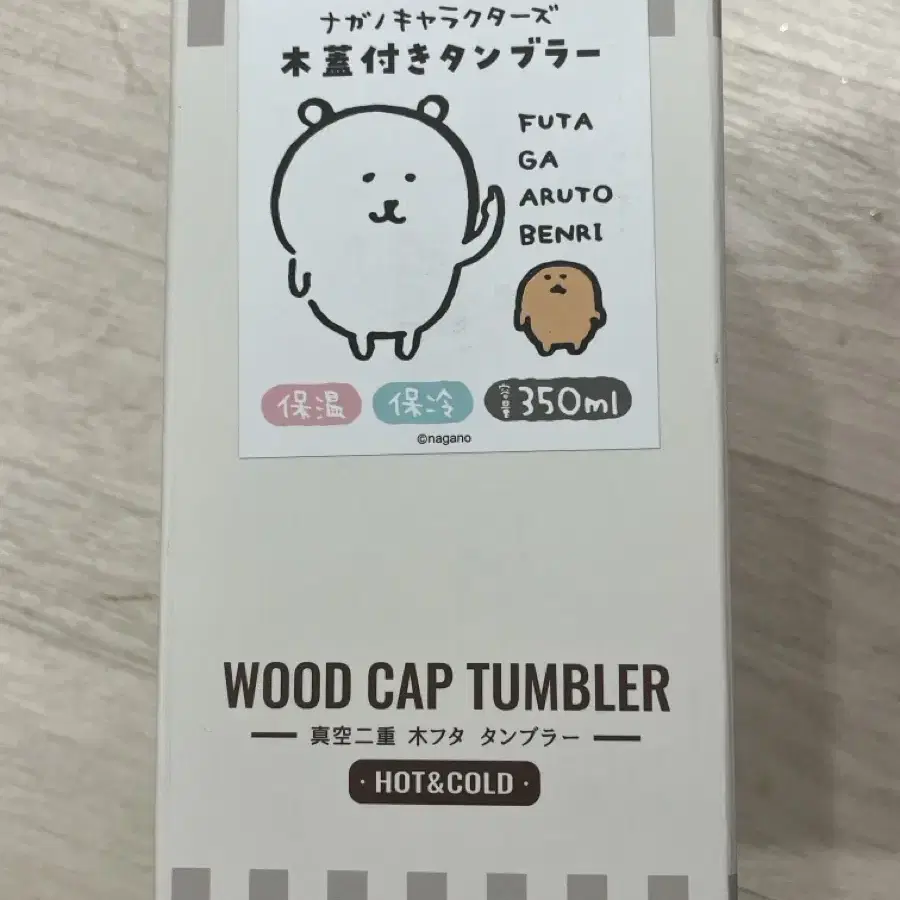 ナガノキャラクターズ
木蓋付きタンブラー
FUTA
GA
ARUTO
BENRI
保温 保冷 容量 350ml
©nagano
WOOD CAP TUMBLER
真空二重 木フタ タンブラー
· HOT&COLD ·